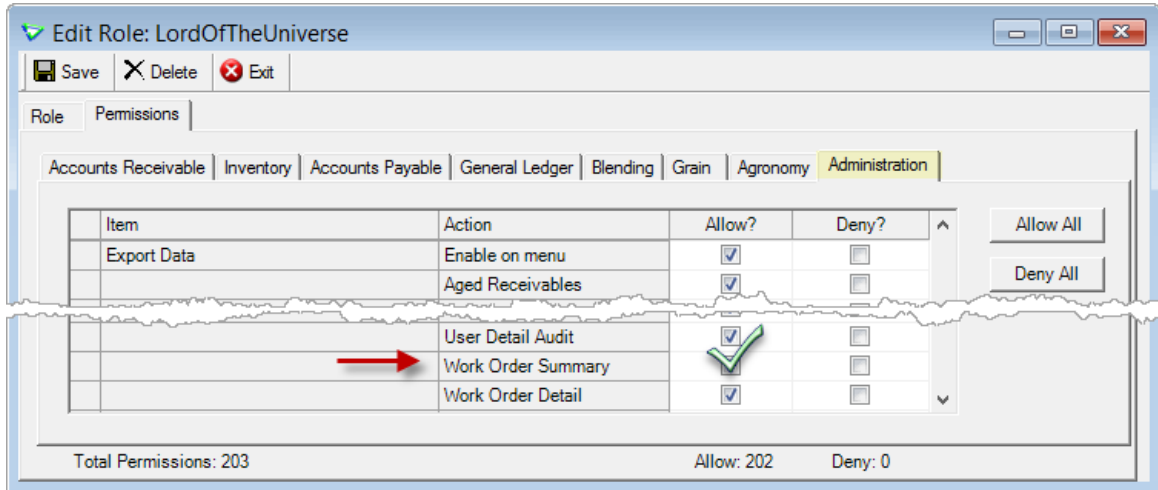 Edit Role: LordOfTheUniverse
Save Delete Exit
Role Permissions
Accounts Receivable Inventory Accounts Payable General Ledger Blending Grain Agronomy Administration
Item Action Allow? Deny? Allow All
Export Data Enable on menu
Aged Receivables Deny All
User Detail Audit
Work Order Summary
Work Order Detail
Total Permissions: 203 Allow: 202 Deny: 0